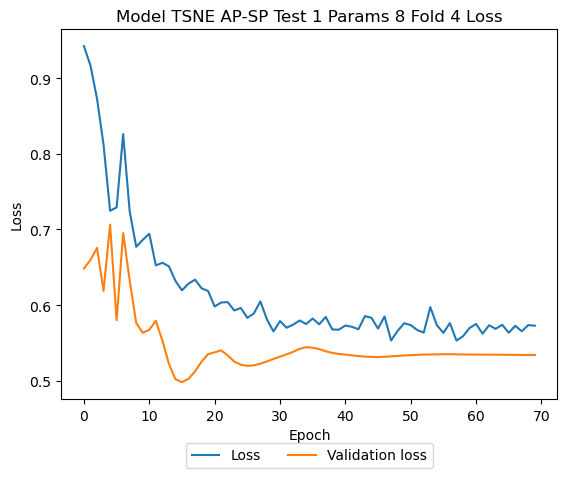 Model TSNE AP-SP Test 1 Params 8 Fold 4 Loss
Loss
0.9
0.8
0.7
0.6
0.5
0 10 20 30 40 50 60 70
Epoch
Loss Validation loss